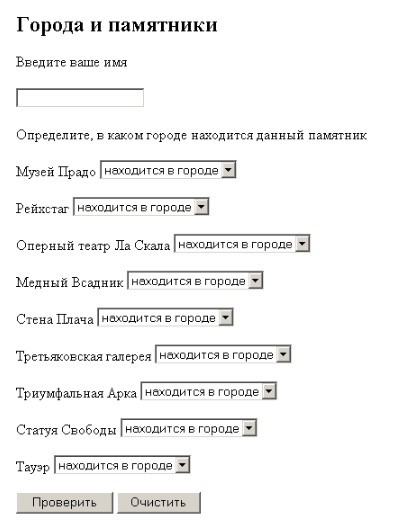 Города и памятники
Введите ваше имя
Определите, в каком городе находится данный памятник
Музей Прадо находится в городе
Рейхстаг находится в городе
Оперный театр Ла Скала находится в городе
Медный Всадник находится в городе
Стена Плача находится в городе
Третьяковская галерея находится в городе
Триумфальная Арка находится в городе
Статуя Свободы находится в городе
Тауэр находится в городе
Проверить Очистить